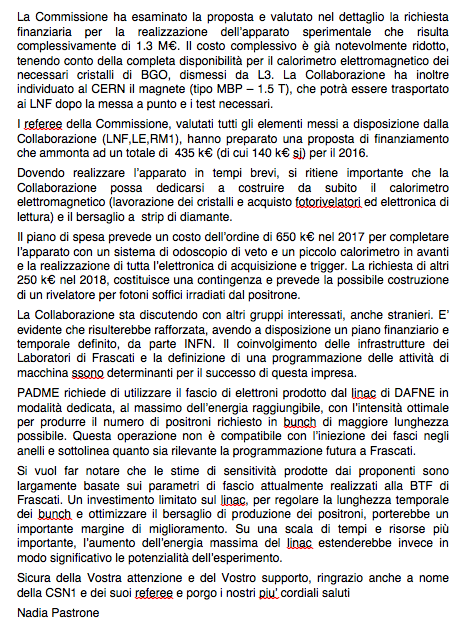 La Commissione ha esaminato la proposta e valutato nel dettaglio la richiesta
finanziaria per la realizzazione dell'apparato sperimentale che risulta
complessivamente di 1.3 M€. Il costo complessivo è già notevolmente ridotto,
tenendo conto della completa disponibilità per il calorimetro elettromagnetico dei
necessari cristalli di BGO, dismessi da L3. La Collaborazione ha inoltre
individuato al CERN il magnete (tipo MBP – 1.5 T), che potrà essere trasportato
ai LNF dopo la messa a punto e i test necessari.
I referee della Commissione, valutati tutti gli elementi messi a disposizione dalla
Collaborazione (LNF,LE,RM1), hanno preparato una proposta di finanziamento
che ammonta ad un totale di 435 k€ (di cui 140 k€ sj) per il 2016.
Dovendo realizzare l'apparato in tempi brevi, si ritiene importante che la
Collaborazione possa dedicarsi a costruire da subito il calorimetro
elettromagnetico (lavorazione dei cristalli e acquisto fotorivelatori ed elettronica di
lettura) e il bersaglio a strip di diamante.
Il piano di spesa prevede un costo dell'ordine di 650 k€ nel 2017 per completare
l'apparato con un sistema di odoscopio di veto e un piccolo calorimetro in avanti
e la realizzazione di tutta l'elettronica di acquisizione e trigger. La richiesta di altri
250 k€ nel 2018, costituisce una contingenza e prevede la possibile costruzione
di un rivelatore per fotoni soffici irradiati dal positrone.
La Collaborazione sta discutendo con altri gruppi interessati, anche stranieri. E'
evidente che risulterebbe rafforzata, avendo a disposizione un piano finanziario e
temporale definito, da parte INFN. Il coinvolgimento delle infrastrutture dei
Laboratori di Frascati e la definizione di una programmazione delle attività di
macchina ssono determinanti per il successo di questa impresa.
PADME richiede di utilizzare il fascio di elettroni prodotto dal linac di DAFNE in
modalità dedicata, al massimo dell'energia raggiungibile, con l'intensità ottimale
per produrre il numero di positroni richiesto in bunch di maggiore lunghezza
possibile. Questa operazione non è compatibile con l'iniezione dei fasci negli
anelli e sottolinea quanto sia rilevante la programmazione futura a Frascati.
Si vuol far notare che le stime di sensitività prodotte dai proponenti sono
largamente basate sui parametri di fascio attualmente realizzati alla BTF di
Frascati. Un investimento limitato sul linac, per regolare la lunghezza temporale
dei bunch e ottimizzare il bersaglio di produzione dei positroni, porterebbe un
importante margine di miglioramento. Su una scala di tempi e risorse più
importante, l'aumento dell'energia massima del linac estenderebbe invece in
modo significativo le potenzialità dell'esperimento.
Sicura della Vostra attenzione e del Vostro supporto, ringrazio anche a nome
della CSN1 e dei suoi referee e porgo i nostri piu' cordiali saluti
Nadia Pastrone